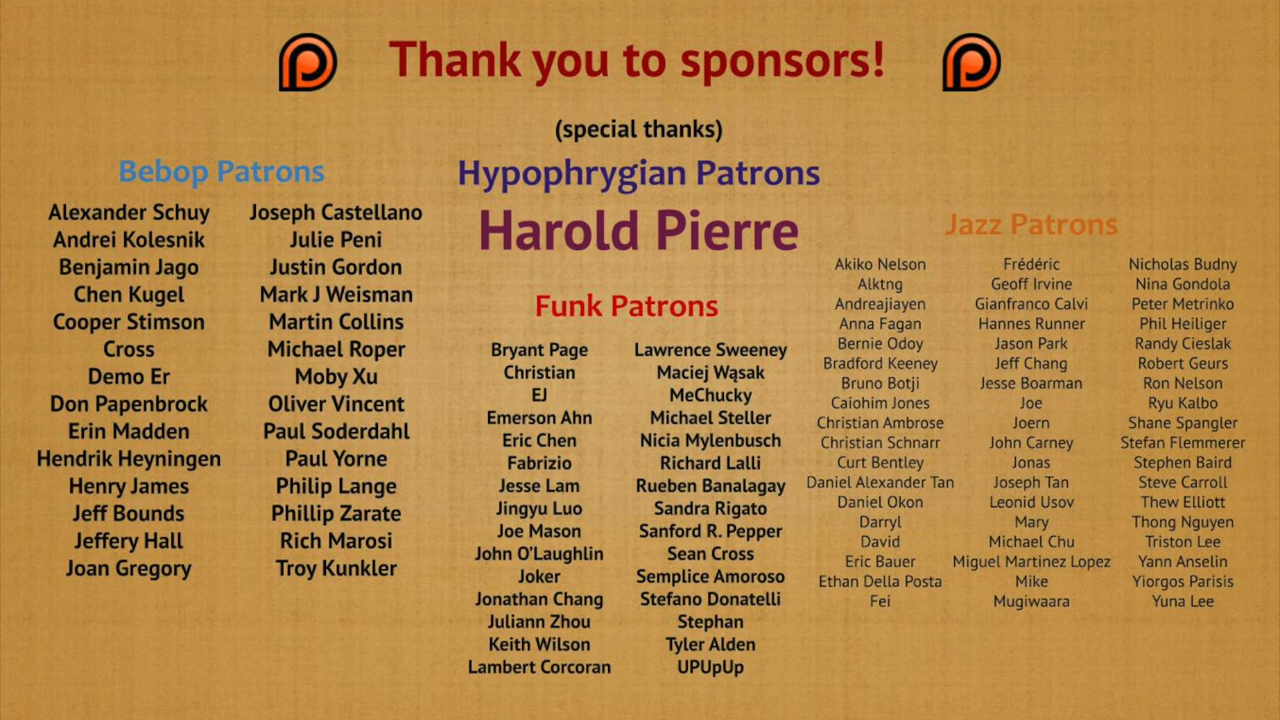 Thank you to sponsors!
(special thanks)
Bebop Patrons
Alexander Schuy
Andrei Kolesnik
Benjamin Jago
Chen Kugel
Cooper Stimson
Cross
Demo Er
Don Papenbrock
Erin Madden
Hendrik Heyningen
Henry James
Jeff Bounds
Jeffery Hall
Joan Gregory
Joseph Castellano
Julie Peni
Justin Gordon
Mark J Weisman
Martin Collins
Michael Roper
Moby Xu
Oliver Vincent
Paul Soderdahl
Paul Yorne
Philip Lange
Phillip Zarate
Rich Marosi
Troy Kunkler
Hypophrygian Patrons
Harold Pierre
Funk Patrons
Bryant Page
Christian
EJ
Emerson Ahn
Eric Chen
Fabrizio
Jesse Lam
Jingyu Luo
Joe Mason
John O'Laughlin
Joker
Jonathan Chang
Juliann Zhou
Keith Wilson
Lambert Corcoran
Lawrence Sweeney
Maciej Wąsak
MeChucky
Michael Steller
Nicia Mylenbusch
Richard Lalli
Rueben Banalagay
Sandra Rigato
Sanford R. Pepper
Sean Cross
Semplice Amoroso
Stefano Donatelli
Stephan
Tyler Alden
UPUpUp
Jazz Patrons
Akiko Nelson
Alktng
Andreajiayen
Anna Fagan
Bernie Odoy
Bradford Keeney
Bruno Botji
Caiohim Jones
Christian Ambrose
Christian Schnarr
Curt Bentley
Daniel Alexander Tan
Daniel Okon
Darryl
David
Eric Bauer
Ethan Della Posta
Fei
Frédéric
Geoff Irvine
Gianfranco Calvi
Hannes Runner
Jason Park
Jeff Chang
Jesse Boarman
Joe
Joern
John Carney
Jonas
Joseph Tan
Leonid Usov
Mary
Michael Chu
Miguel Martinez Lopez
Mike
Mugiwaara
Nicholas Budny
Nina Gondola
Peter Metrinko
Phil Heiliger
Randy Cieslak
Robert Geurs
Ron Nelson
Ryu Kalbo
Shane Spangler
Stefan Flemmerer
Stephen Baird
Steve Carroll
Thew Elliott
Thong Nguyen
Triston Lee
Yann Anselin
Yiorgos Parisis
Yuna Lee